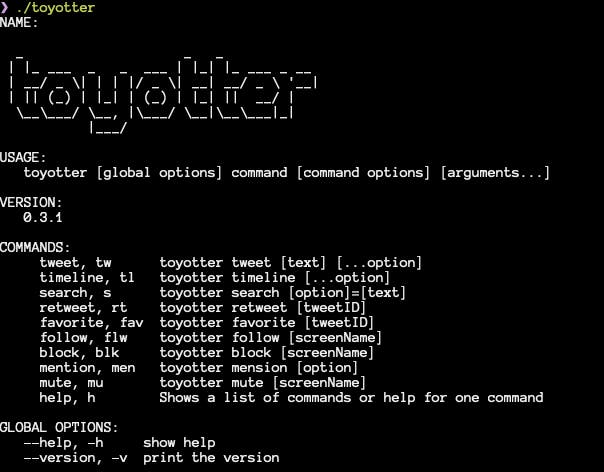 ❯ ./toyotter
NAME:
toyotter
USAGE:
toyotter [global options] command [command options] [arguments...]
VERSION:
0.3.1
COMMANDS:
tweet, tw toyotter tweet [text] [...option]
timeline, tl toyotter timeline [...option]
search, s toyotter search [option]=[text]
retweet, rt toyotter retweet [tweetID]
favorite, fav toyotter favorite [tweetID]
follow, flw toyotter follow [screenName]
block, blk toyotter block [screenName]
mention, men toyotter mension [option]
mute, mu toyotter mute [screenName]
help, h Shows a list of commands or help for one command
GLOBAL OPTIONS:
--help, -h show help
--version, -v print the version